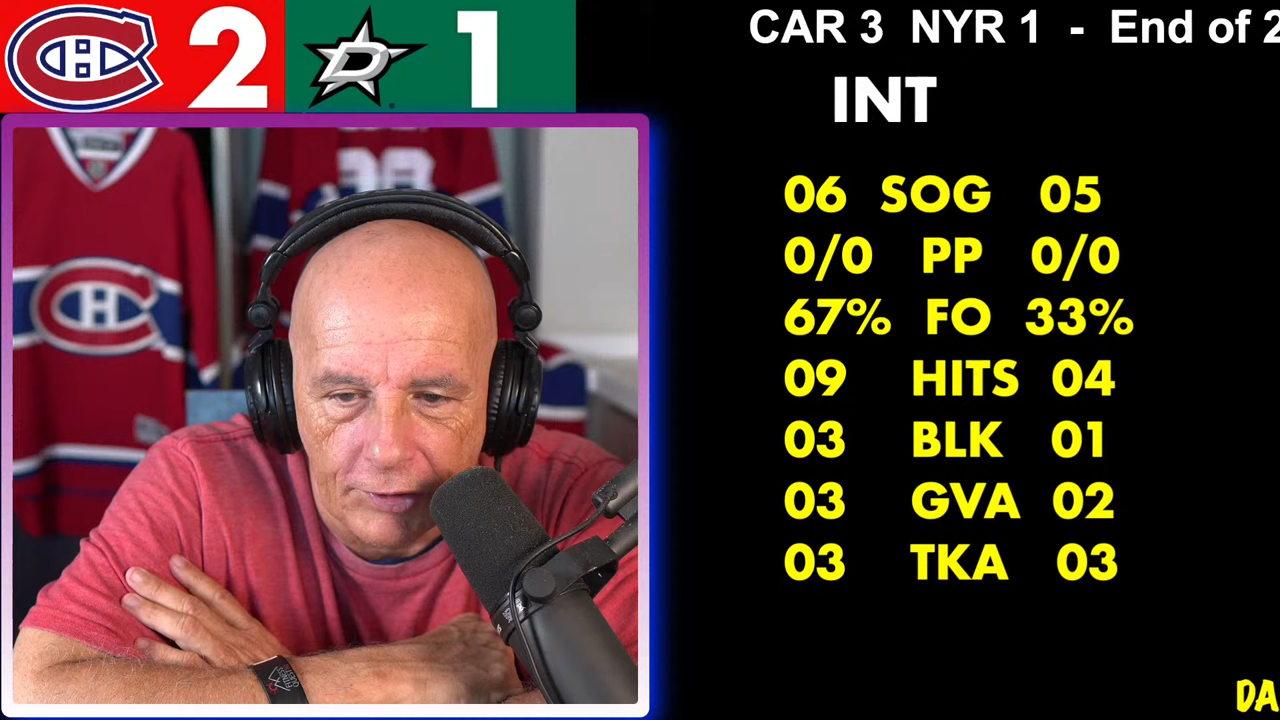 2 1
CAR 3 NYR 1 - End of 2
INT
06 SOG 05
0/0 PP 0/0
67% FO 33%
09 HITS 04
03 BLK 01
03 GVA 02
03 TKA 03
DA